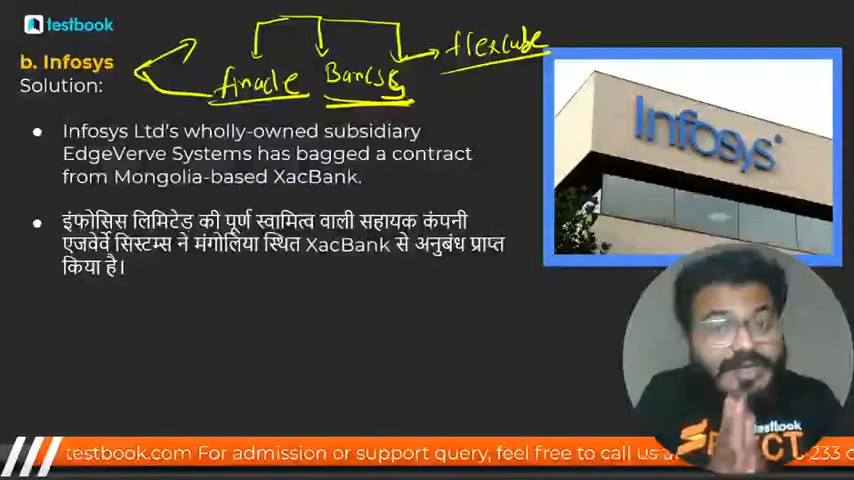 testbook
flexcube
b. Infosys
finacle Bancs
Solution:
Infosys
Infosys Ltd's wholly-owned subsidiary
EdgeVerve Systems has bagged a contract
from Mongolia-based XacBank.
इंफोसिस लिमिटेड की पूर्ण स्वामित्व वाली सहायक कंपनी
एजवेर्वे सिस्टम्स ने मंगोलिया स्थित XacBank से अनुबंध प्राप्त
किया है।
testbook
testbook.com For admission or support query, feel free to call us 233